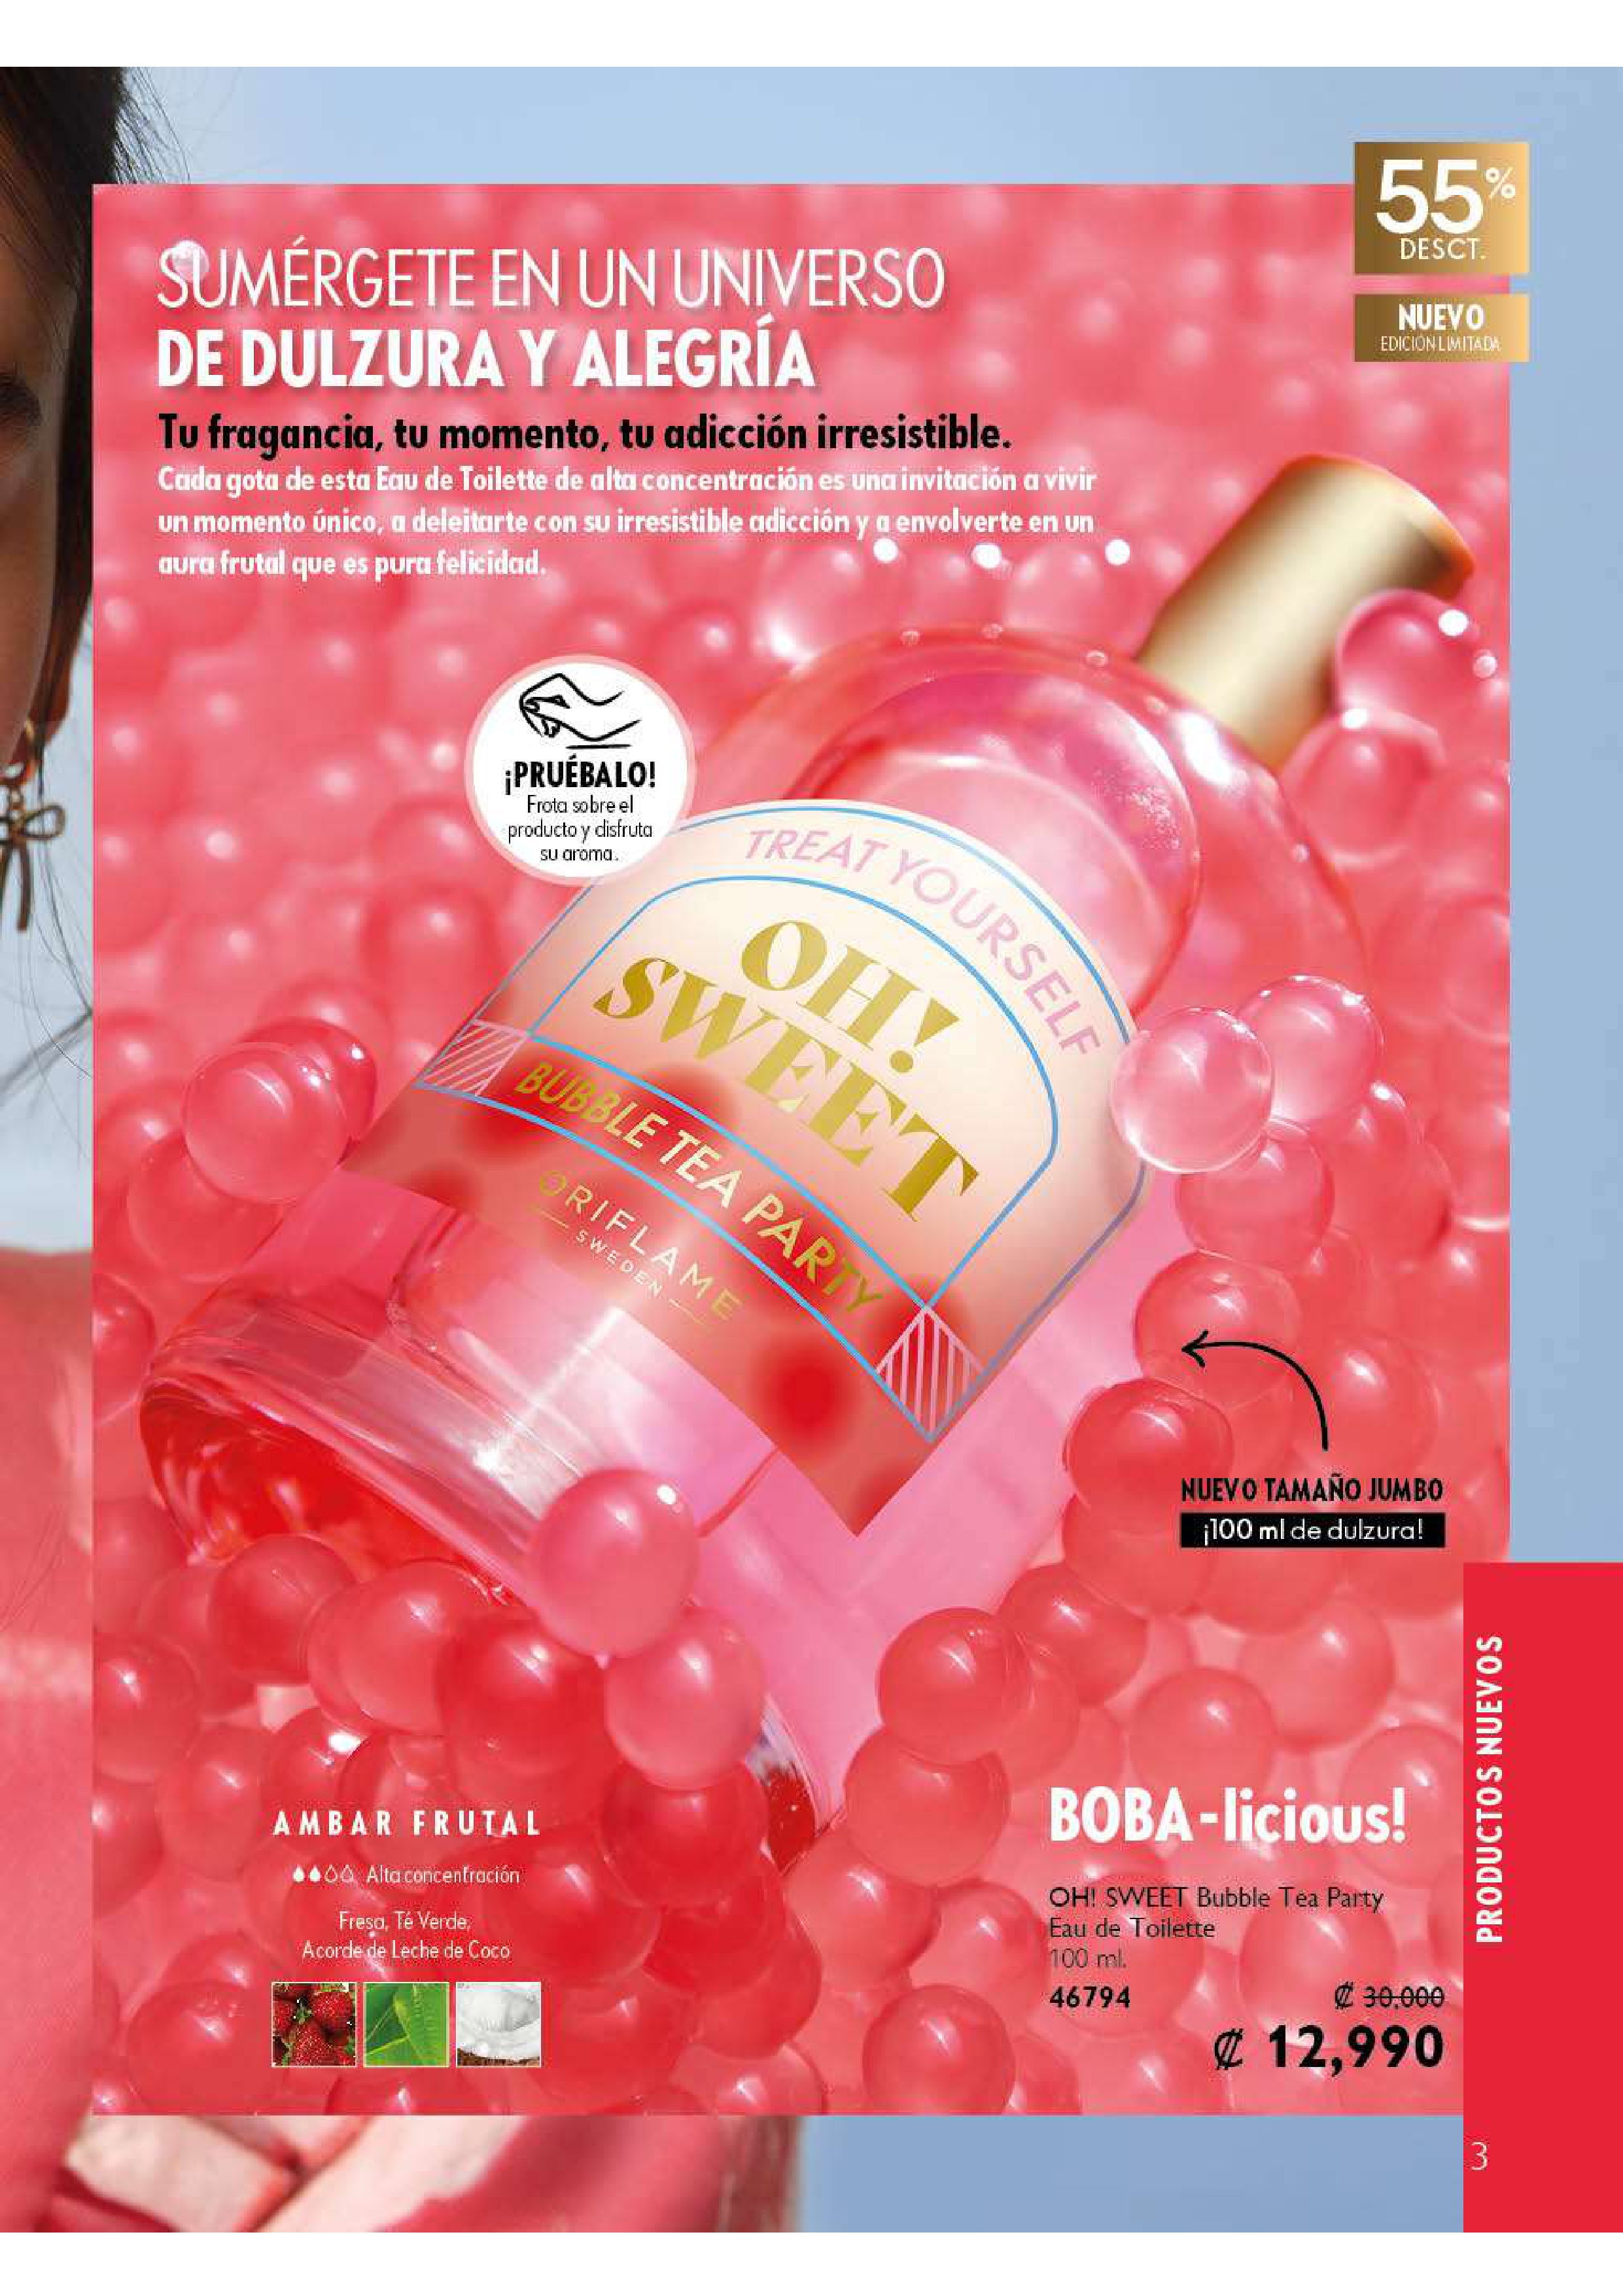 55%
DESCT.
NUEVO
EDICIÓN LIMITADA
SUMÉRGETE EN UN UNIVERSO
DE DULZURA Y ALEGRÍA
Tu fragancia, tu momento, tu adicción irresistible.
Cada gota de esta Eau de Toilette de alta concentración es una invitación a vivir
un momento único, a deleitarte con su irresistible adicción y a envolverte en un
aura frutal que es pura felicidad.
¡PRUÉBALO!
Frota sobre el
producto y disfruta
su aroma.
TREAT YOURSELF
OH!
SWEET
BUBBLE TEA PARTY
ORIFLAME
SWEDEN
NUEVO TAMAÑO JUMBO
¡100 ml de dulzura!
PRODUCTOS NUEVOS
AMBAR FRUTAL
Alta concentración
Fresa, Té Verde,
Acorde de Leche de Coco
BOBA-licious!
OH! SWEET Bubble Tea Party
Eau de Toilette
100 ml.
46794
₡ 30,000
₡ 12,990
3